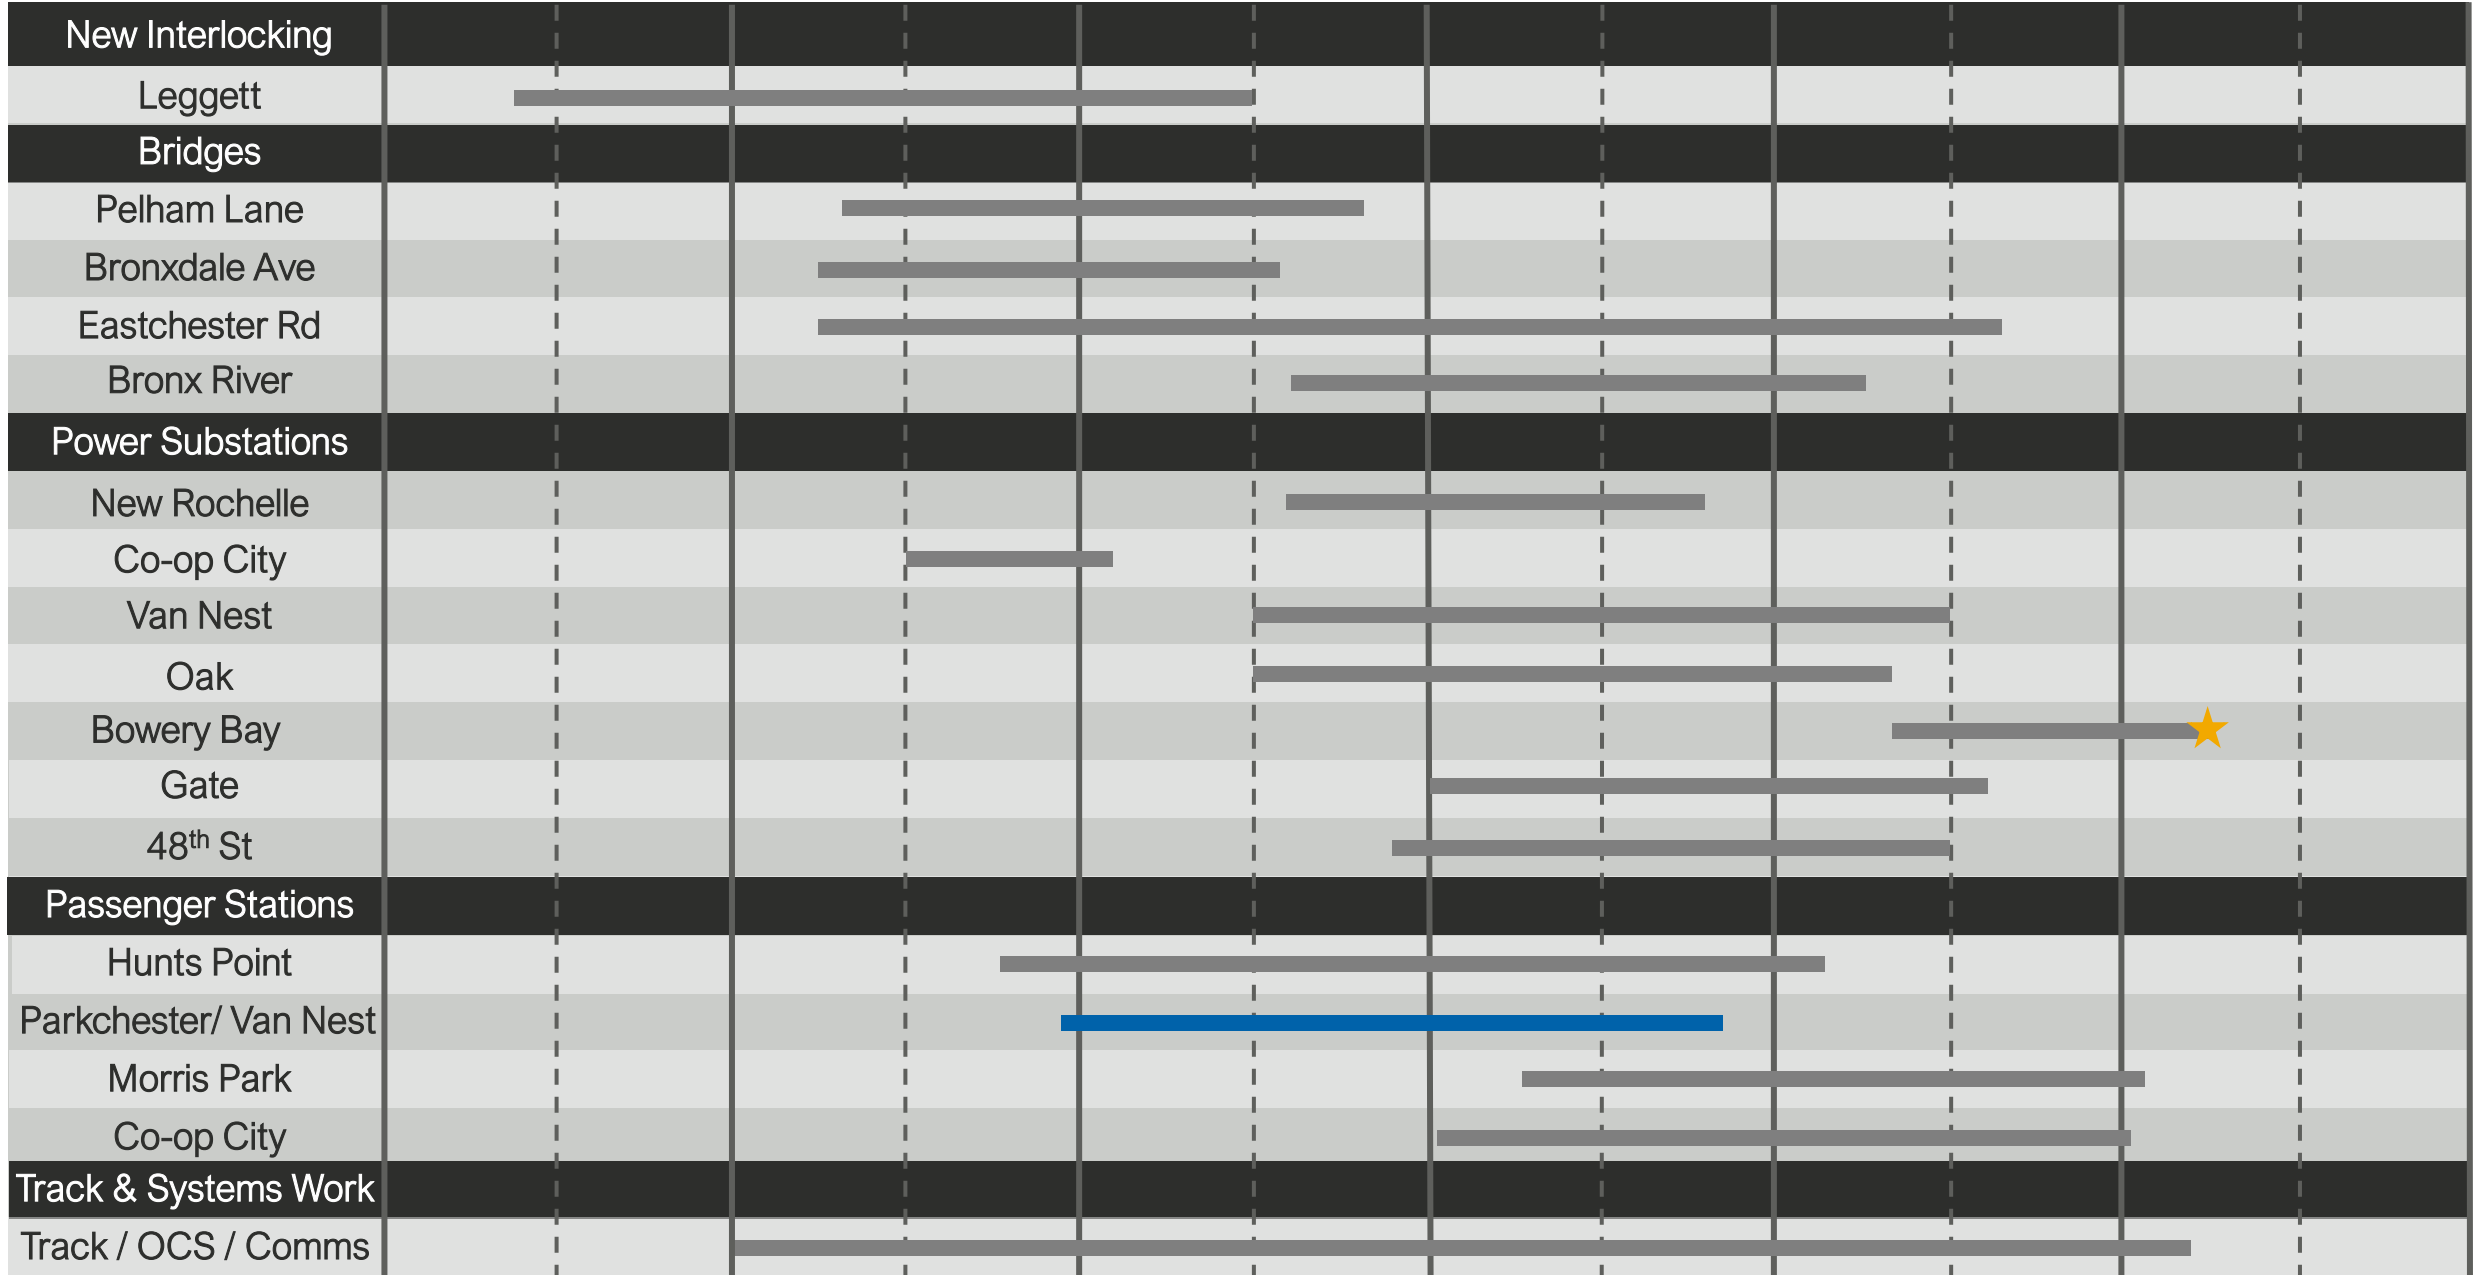 New Interlocking
Leggett
Bridges
Pelham Lane
Bronxdale Ave
Eastchester Rd
Bronx River
Power Substations
New Rochelle
Co-op City
Van Nest
Oak
Bowery Bay
Gate
48th St
Passenger Stations
Hunts Point
Parkchester/ Van Nest
Morris Park
Co-op City
Track & Systems Work
Track / OCS / Comms